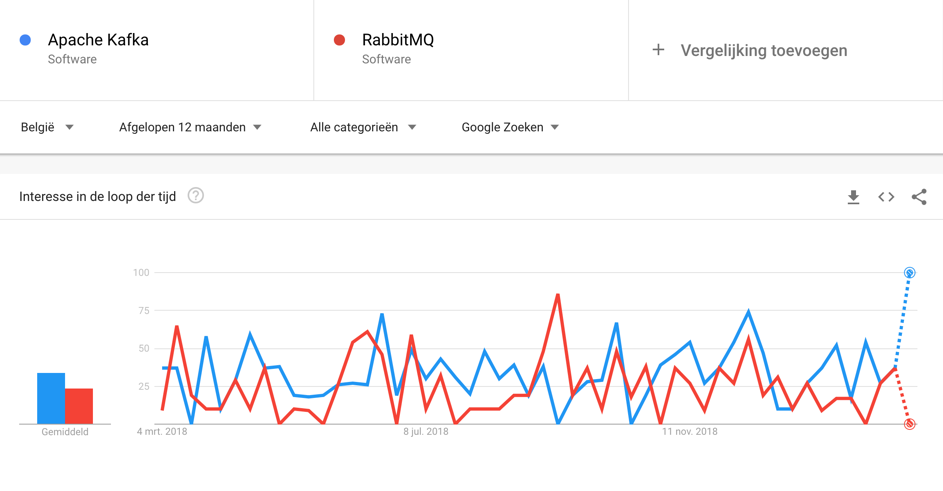 Apache Kafka
Software
RabbitMQ
Software
+ Vergelijking toevoegen
België
Afgelopen 12 maanden
Alle categorieën
Google Zoeken
Interesse in de loop der tijd ?
100
75
50
25
Gemiddeld
4 mrt. 2018
8 jul. 2018
11 nov. 2018